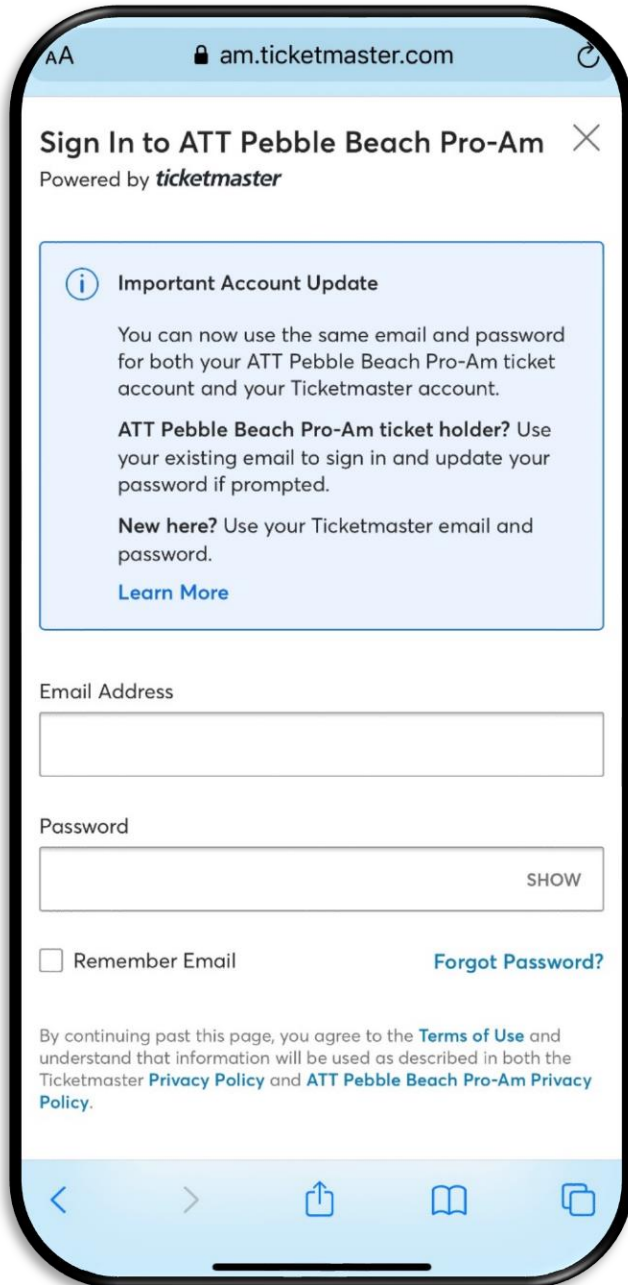 AA am.ticketmaster.com
Sign In to ATT Pebble Beach Pro-Am
Powered by ticketmaster
Important Account Update
You can now use the same email and password
for both your ATT Pebble Beach Pro-Am ticket
account and your Ticketmaster account.
ATT Pebble Beach Pro-Am ticket holder? Use
your existing email to sign in and update your
password if prompted.
New here? Use your Ticketmaster email and
password.
Learn More
Email Address
Password
SHOW
Remember Email Forgot Password?
By continuing past this page, you agree to the Terms of Use and
understand that information will be used as described in both the
Ticketmaster Privacy Policy and ATT Pebble Beach Pro-Am Privacy
Policy.